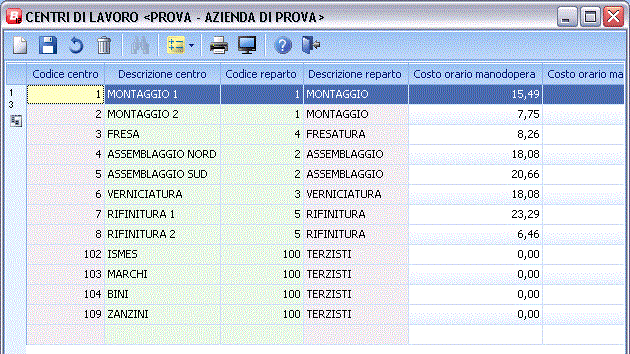 CENTRI DI LAVORO <PROVA - AZIENDA DI PROVA>
Codice centro Descrizione centro Codice reparto Descrizione reparto Costo orario manodopera Costo orario ma
1 1 MONTAGGIO 1 1 MONTAGGIO 15,49
3
2 MONTAGGIO 2 1 MONTAGGIO 7,75
3 FRESA 4 FRESATURA 8,26
4 ASSEMBLAGGIO NORD 2 ASSEMBLAGGIO 18,08
5 ASSEMBLAGGIO SUD 2 ASSEMBLAGGIO 20,66
6 VERNICIATURA 3 VERNICIATURA 18,08
7 RIFINITURA 1 5 RIFINITURA 23,29
8 RIFINITURA 2 5 RIFINITURA 6,46
102 ISMES 100 TERZISTI 0,00
103 MARCHI 100 TERZISTI 0,00
104 BINI 100 TERZISTI 0,00
109 ZANZINI 100 TERZISTI 0,00